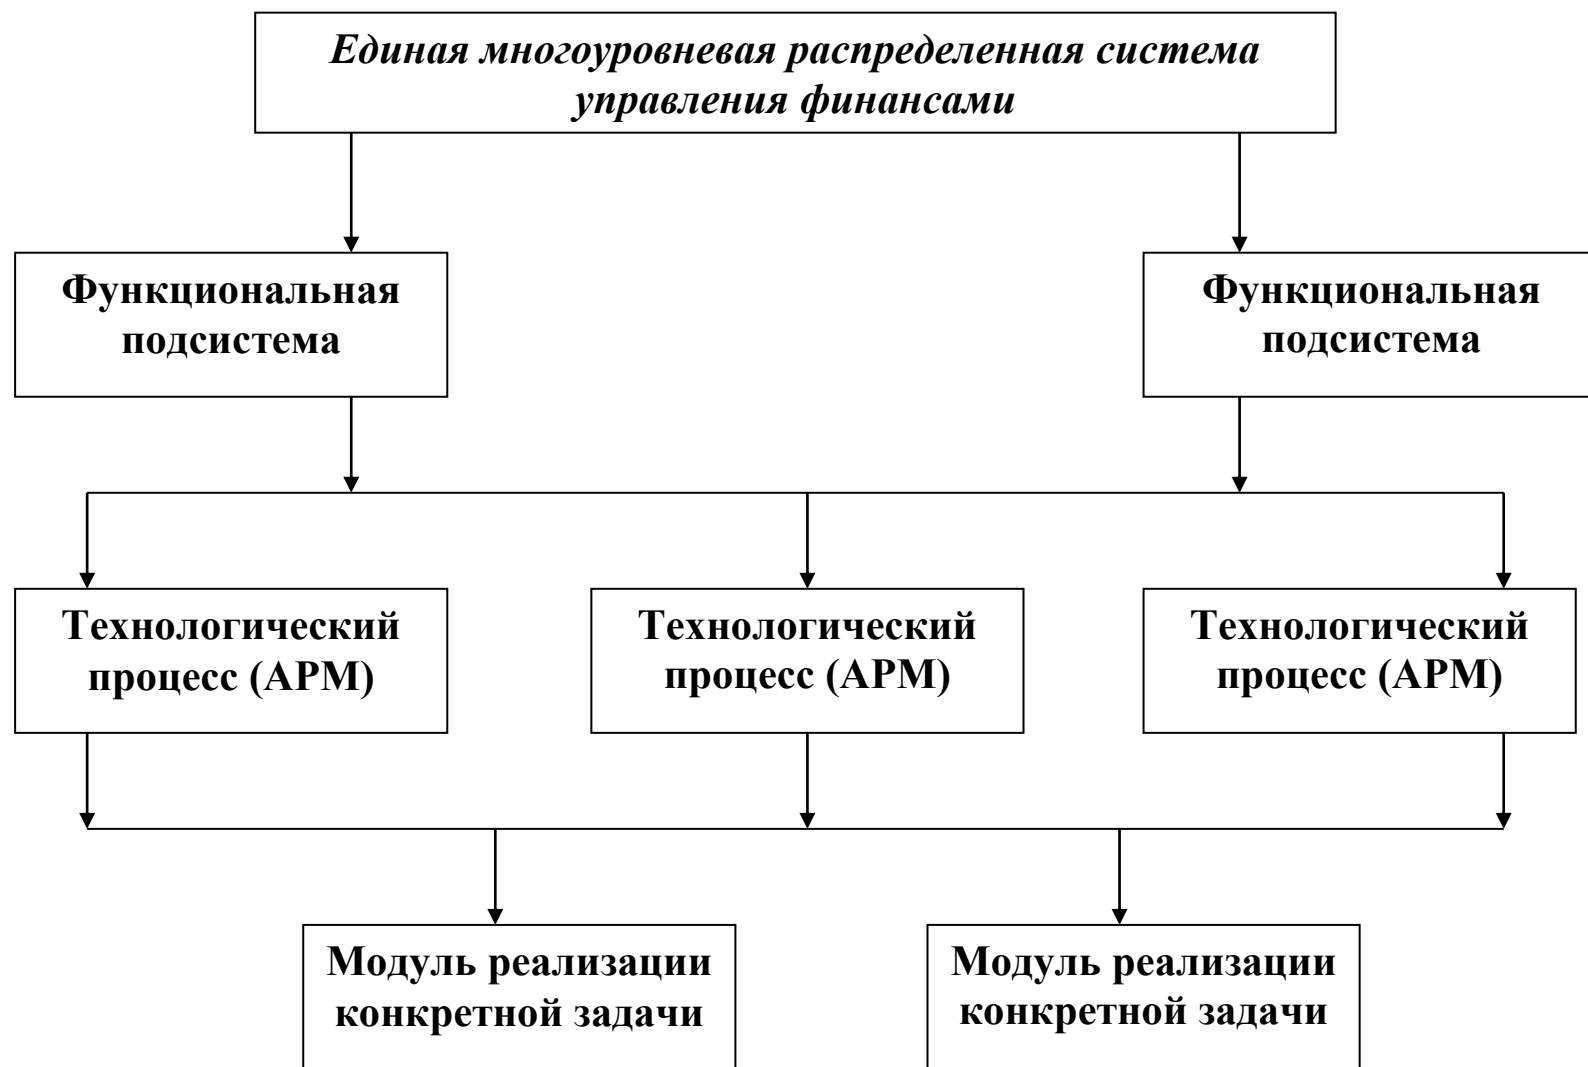 Единая многоуровневая распределенная система
управления финансами
Функциональная
подсистема
Функциональная
подсистема
Технологический
процесс (АРМ)
Технологический
процесс (АРМ)
Технологический
процесс (АРМ)
Модуль реализации
конкретной задачи
Модуль реализации
конкретной задачи